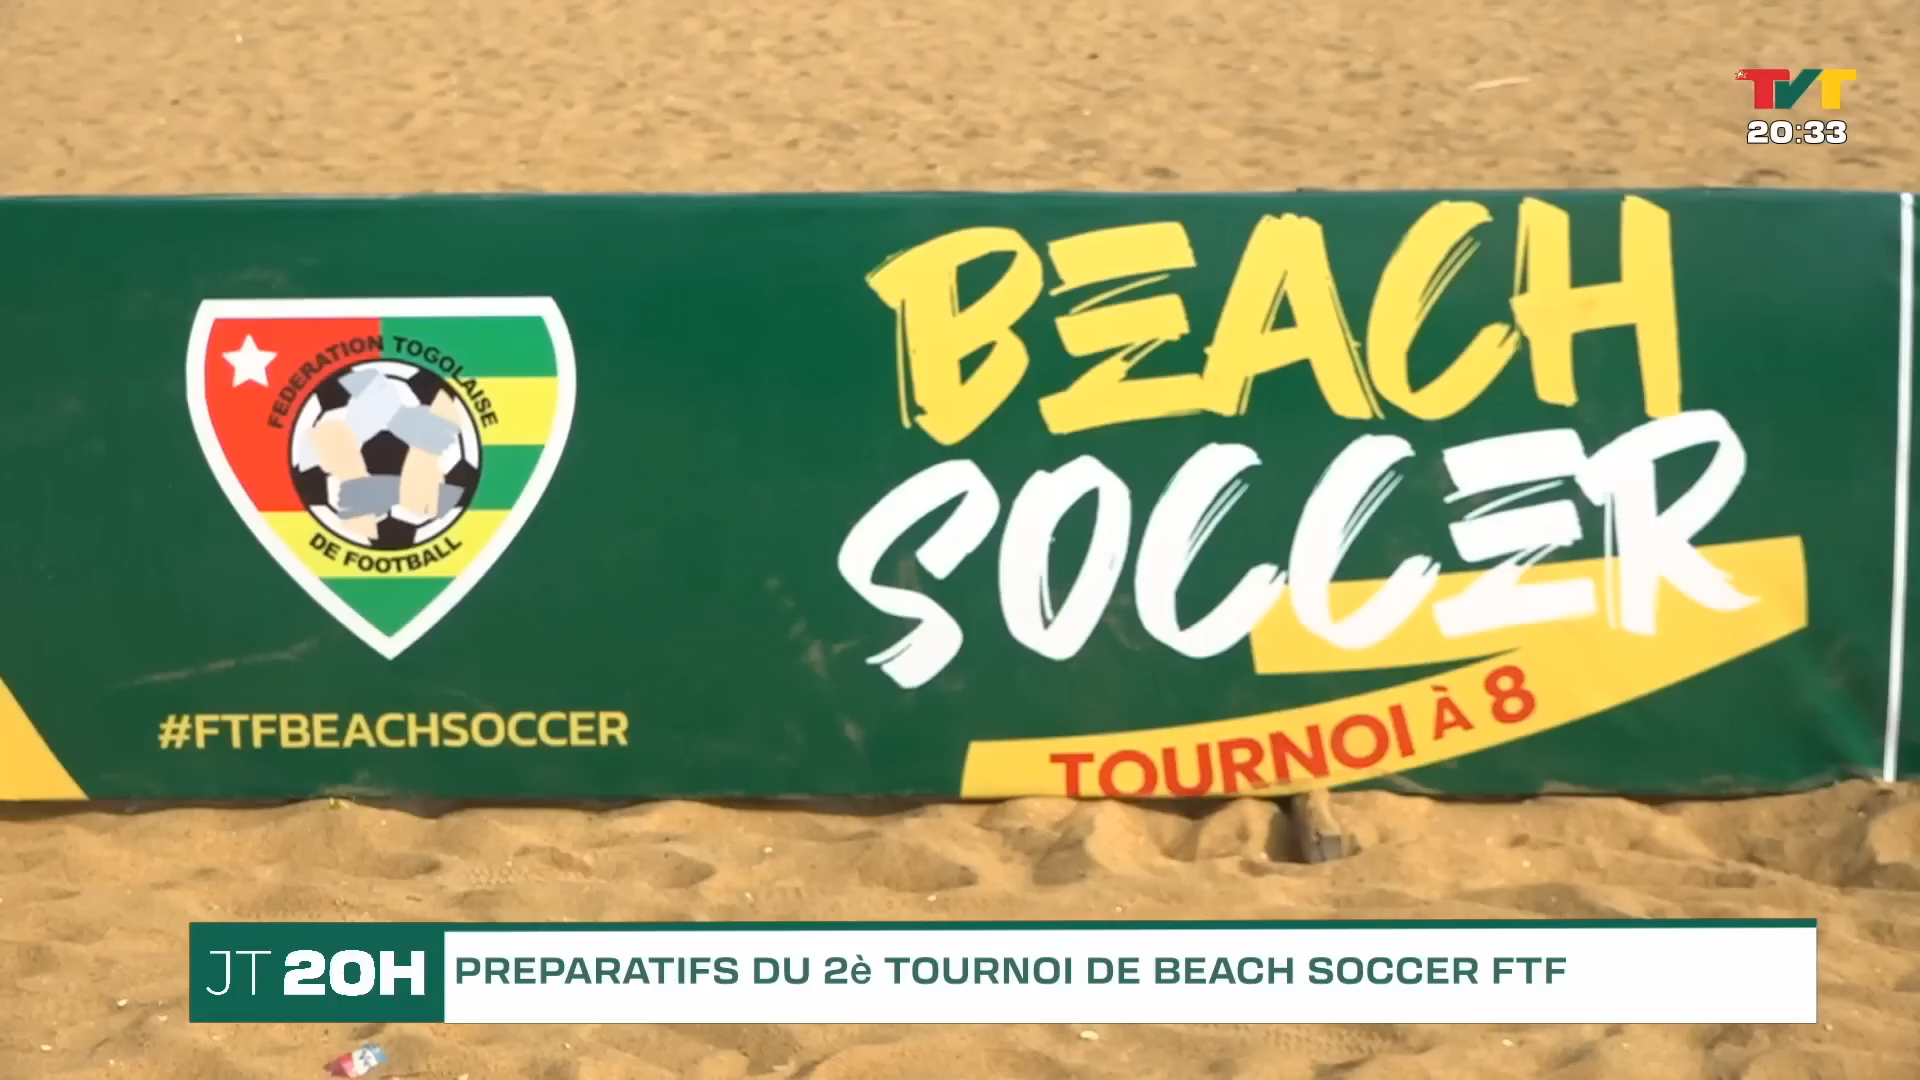 TVT
20:33
BEACH
SOCCER
TOURNOI À 8
FEDERATION TOGOLAISE
DE FOOTBALL
#FTFBEACHSOCCER
JT 20H
PREPARATIFS DU 2è TOURNOI DE BEACH SOCCER FTF